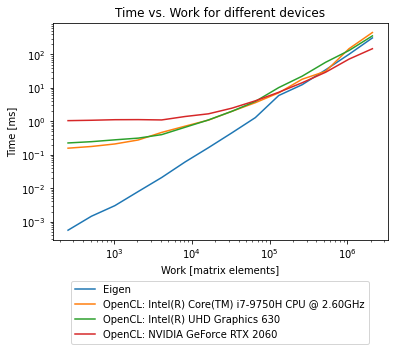 Time vs. Work for different devices
10²
10¹
10⁰
10⁻¹
10⁻²
10⁻³
Time [ms]
10³
10⁴
10⁵
10⁶
Work [matrix elements]
Eigen
OpenCL: Intel(R) Core(TM) i7-9750H CPU @ 2.60GHz
OpenCL: Intel(R) UHD Graphics 630
OpenCL: NVIDIA GeForce RTX 2060